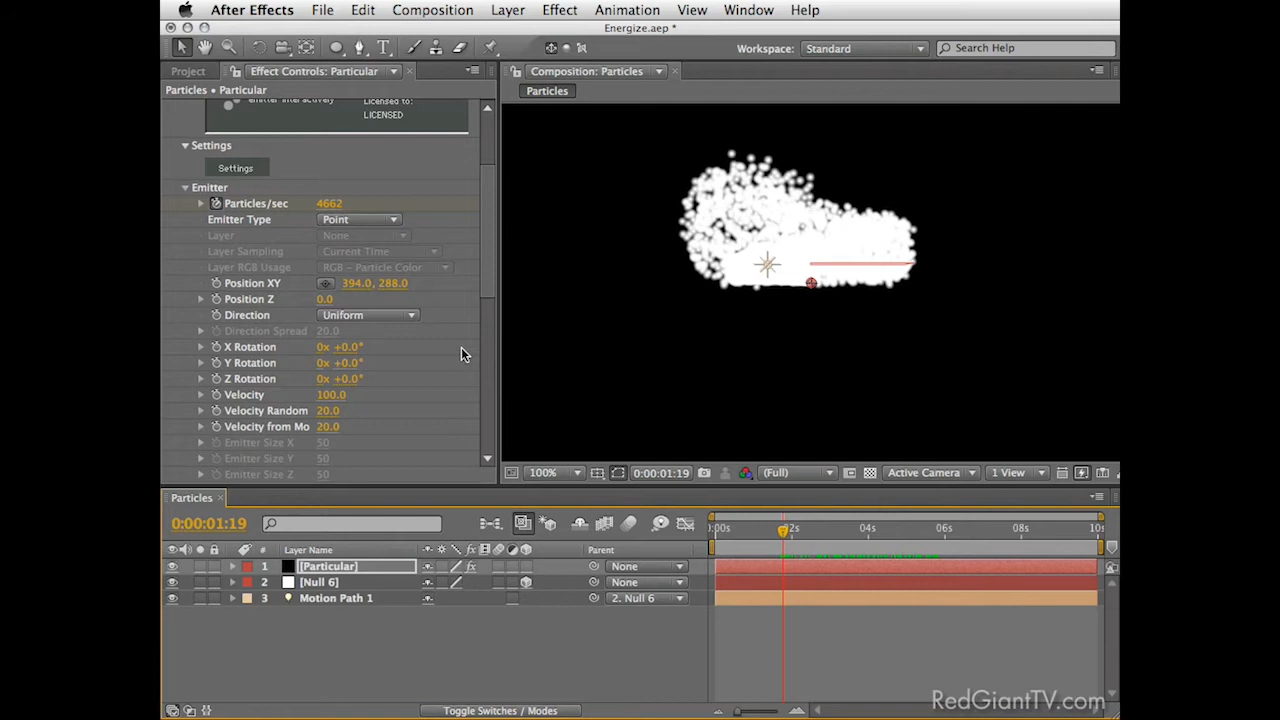 After Effects File Edit Composition Layer Effect Animation View Window Help
Energize.aep *
Workspace: Standard Search Help
Project Effect Controls: Particular
Composition: Particles
Particles • Particular
Particles
emitter interactively
Licensed to:
LICENSED
Settings
Settings
Emitter
Particles/sec 4662
Emitter Type Point
Layer None
Layer Sampling Current Time
Layer RGB Usage RGB - Particle Color
Position XY 394.0, 288.0
Position Z 0.0
Direction Uniform
Direction Spread 20.0
X Rotation 0x +0.0°
Y Rotation 0x +0.0°
Z Rotation 0x +0.0°
Velocity 100.0
Velocity Random 20.0
Velocity from Mo 20.0
Emitter Size X 50
Emitter Size Y 50
Emitter Size Z 50
100% 0:00:01:19 (Full) Active Camera 1 View
Particles
0:00:01:19
:00s 02s 04s 06s 08s 10s
# Layer Name Parent
1 [Particular] None
2 [Null 6] None
3 Motion Path 1 2. Null 6
Toggle Switches / Modes
RedGiantTV.com